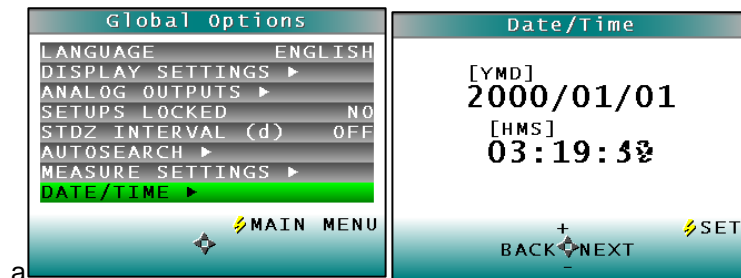 Global Options
LANGUAGE ENGLISH
DISPLAY SETTINGS ►
ANALOG OUTPUTS ►
SETUPS LOCKED NO
STDZ INTERVAL (d) OFF
AUTOSEARCH ►
MEASURE SETTINGS ►
DATE/TIME ►
MAIN MENU
a
Date/Time
[YMD]
2000/01/01
[HMS]
03:19:
+
SET
BACK NEXT
-